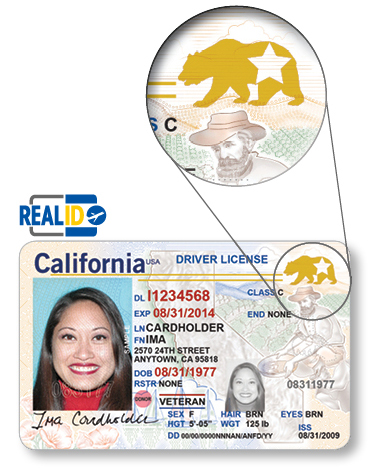 S C
REAL ID
California USA DRIVER LICENSE
DL I1234568 CLASS C
EXP 08/31/2014 END NONE
LN CARDHOLDER
FN IMA
2570 24TH STREET
ANYTOWN, CA 95818
DOB 08/31/1977
RSTR NONE 08311977
DONOR VETERAN
SEX F HAIR BRN EYES BRN
HGT 5'-05" WGT 125 lb ISS
DD 00/00/0000NNNAN/ANFD/YY 08/31/2009
Ima Cardholder